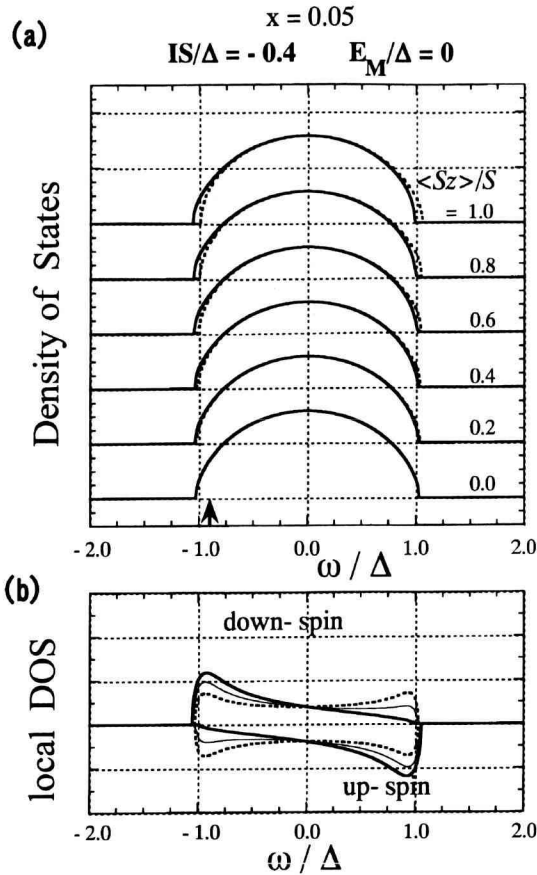 (a)
x = 0.05
IS/Δ = - 0.4 E_M/Δ = 0
Density of States
<Sz>/S
= 1.0
0.8
0.6
0.4
0.2
0.0
- 2.0 - 1.0 0.0 1.0 2.0
ω / Δ
(b)
local DOS
down- spin
up- spin
- 2.0 - 1.0 0.0 1.0 2.0
ω / Δ